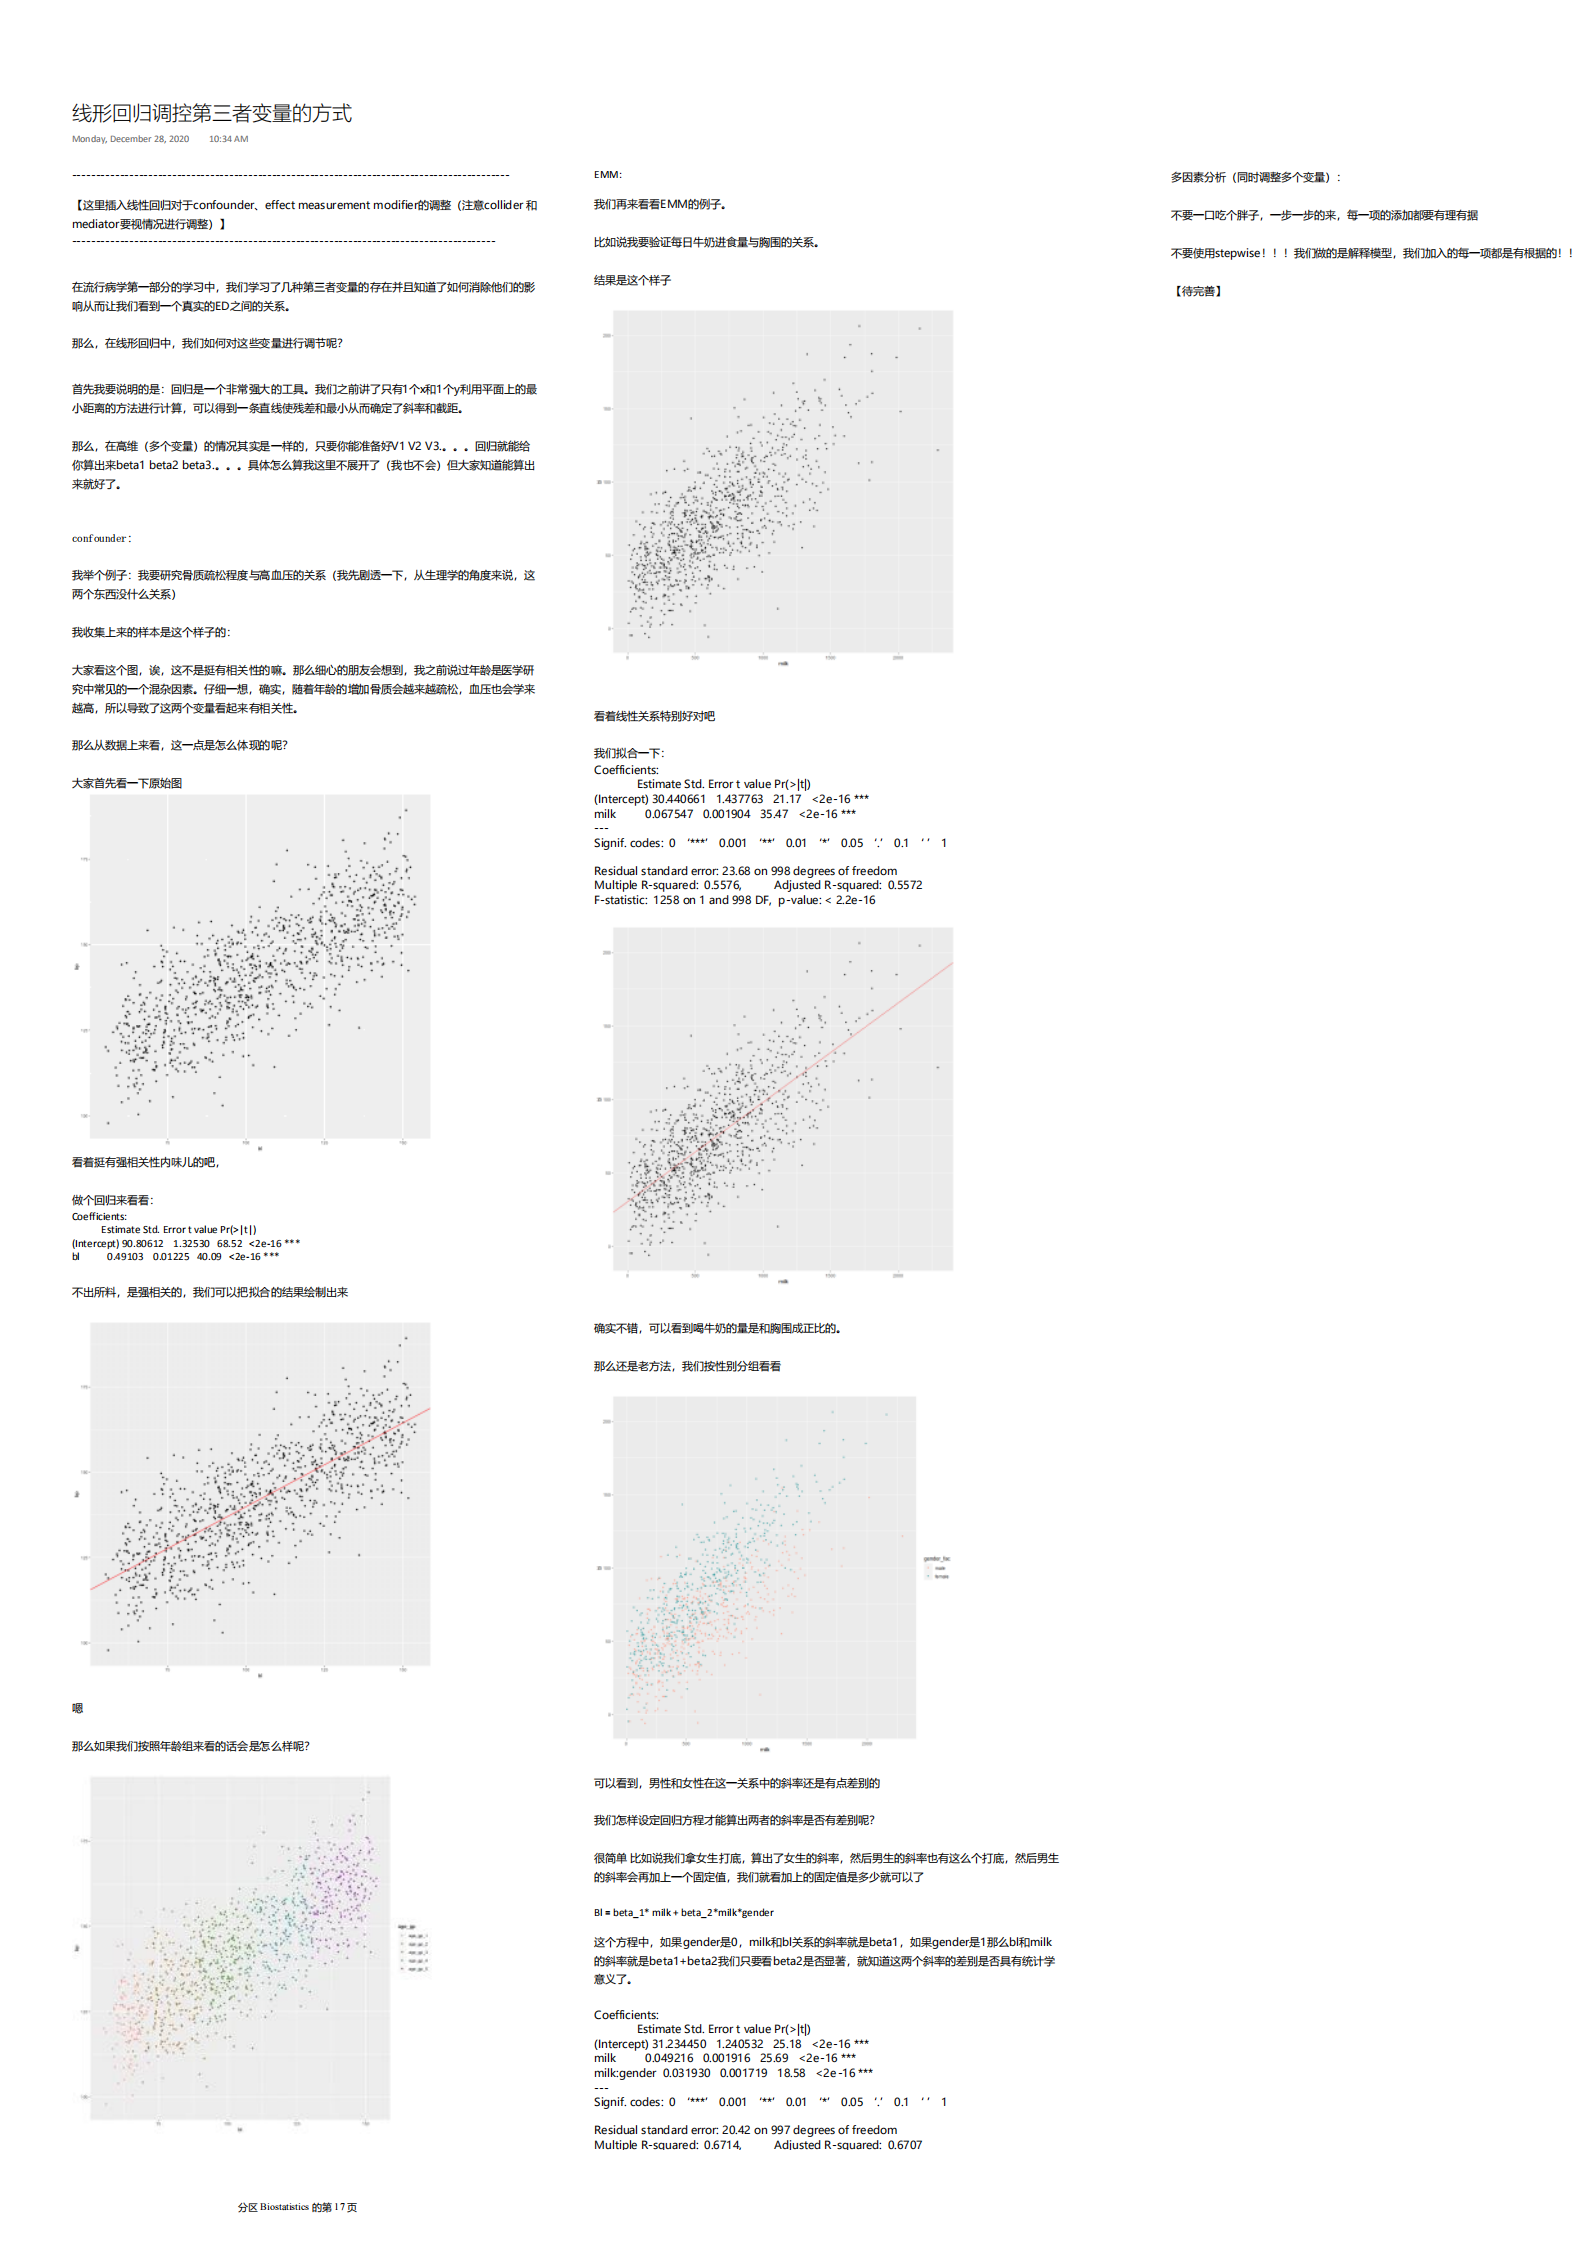 线形回归调控第三者变量的方式
Monday, December 28, 2020 10:34 AM
--------------------------------------------------------------------------------------------
【这里插入线性回归对于confounder、effect measurement modifier的调整（注意collider 和
mediator要视情况进行调整）】
-----------------------------------------------------------------------------------------
在流行病学第一部分的学习中，我们学习了几种第三者变量的存在并且知道了如何消除他们的影
响从而让我们看到一个真实的ED之间的关系。
那么，在线形回归中，我们如何对这些变量进行调节呢？
首先我要说明的是：回归是一个非常强大的工具。我们之前讲了只有1个x和1个y利用平面上的最
小距离的方法进行计算，可以得到一条直线使残差和最小从而确定了斜率和截距。
那么，在高维（多个变量）的情况其实是一样的，只要你能准备好V1 V2 V3.。。。回归就能给
你算出来beta1 beta2 beta3.。。。具体怎么算我这里不展开了（我也不会）但大家知道能算出
来就好了。
confounder：
我举个例子：我要研究骨质疏松程度与高血压的关系（我先剧透一下，从生理学的角度来说，这
两个东西没什么关系）
我收集上来的样本是这个样子的：
大家看这个图，诶，这不是挺有相关性的嘛。那么细心的朋友会想到，我之前说过年龄是医学研
究中常见的一个混杂因素。仔细一想，确实，随着年龄的增加骨质会越来越疏松，血压也会学来
越高，所以导致了这两个变量看起来有相关性。
那么从数据上来看，这一点是怎么体现的呢？
大家首先看一下原始图
看着挺有强相关性内味儿的吧，
做个回归来看看：
Coefficients:
Estimate Std. Error t value Pr(>|t|)
(Intercept) 90.80612 1.32530 68.52 <2e-16 ***
bl 0.49103 0.01225 40.09 <2e-16 ***
不出所料，是强相关的，我们可以把拟合的结果绘制出来
嗯
那么如果我们按照年龄组来看的话会是怎么样呢？
EMM：
我们再来看看EMM的例子。
比如说我要验证每日牛奶进食量与胸围的关系。
结果是这个样子
milk
看着线性关系特别好对吧
我们拟合一下：
Coefficients:
Estimate Std. Error t value Pr(>|t|)
(Intercept) 30.440661 1.437763 21.17 <2e-16 ***
milk 0.067547 0.001904 35.47 <2e-16 ***
---
Signif. codes: 0 ‘***’ 0.001 ‘**’ 0.01 ‘*’ 0.05 ‘.’ 0.1 ‘ ’ 1
Residual standard error: 23.68 on 998 degrees of freedom
Multiple R-squared: 0.5576, Adjusted R-squared: 0.5572
F-statistic: 1258 on 1 and 998 DF, p-value: < 2.2e-16
milk
确实不错，可以看到喝牛奶的量是和胸围成正比的。
那么还是老方法，我们按性别分组看看
milk
可以看到，男性和女性在这一关系中的斜率还是有点差别的
我们怎样设定回归方程才能算出两者的斜率是否有差别呢？
很简单 比如说我们拿女生打底，算出了女生的斜率，然后男生的斜率也有这么个打底，然后男生
的斜率会再加上一个固定值，我们就看加上的固定值是多少就可以了
Bl = beta_1* milk + beta_2*milk*gender
这个方程中，如果gender是0，milk和bl关系的斜率就是beta1，如果gender是1那么bl和milk
的斜率就是beta1+beta2我们只要看beta2是否显著，就知道这两个斜率的差别是否具有统计学
意义了。
Coefficients:
Estimate Std. Error t value Pr(>|t|)
(Intercept) 31.234450 1.240532 25.18 <2e-16 ***
milk 0.049216 0.001916 25.69 <2e-16 ***
milk:gender 0.031930 0.001719 18.58 <2e-16 ***
---
Signif. codes: 0 ‘***’ 0.001 ‘**’ 0.01 ‘*’ 0.05 ‘.’ 0.1 ‘ ’ 1
Residual standard error: 20.42 on 997 degrees of freedom
Multiple R-squared: 0.6714, Adjusted R-squared: 0.6707
多因素分析（同时调整多个变量）：
不要一口吃个胖子，一步一步的来，每一项的添加都要有理有据
不要使用stepwise！！！我们做的是解释模型，我们加入的每一项都是有根据的！！
【待完善】
分区 Biostatistics 的第 17 页